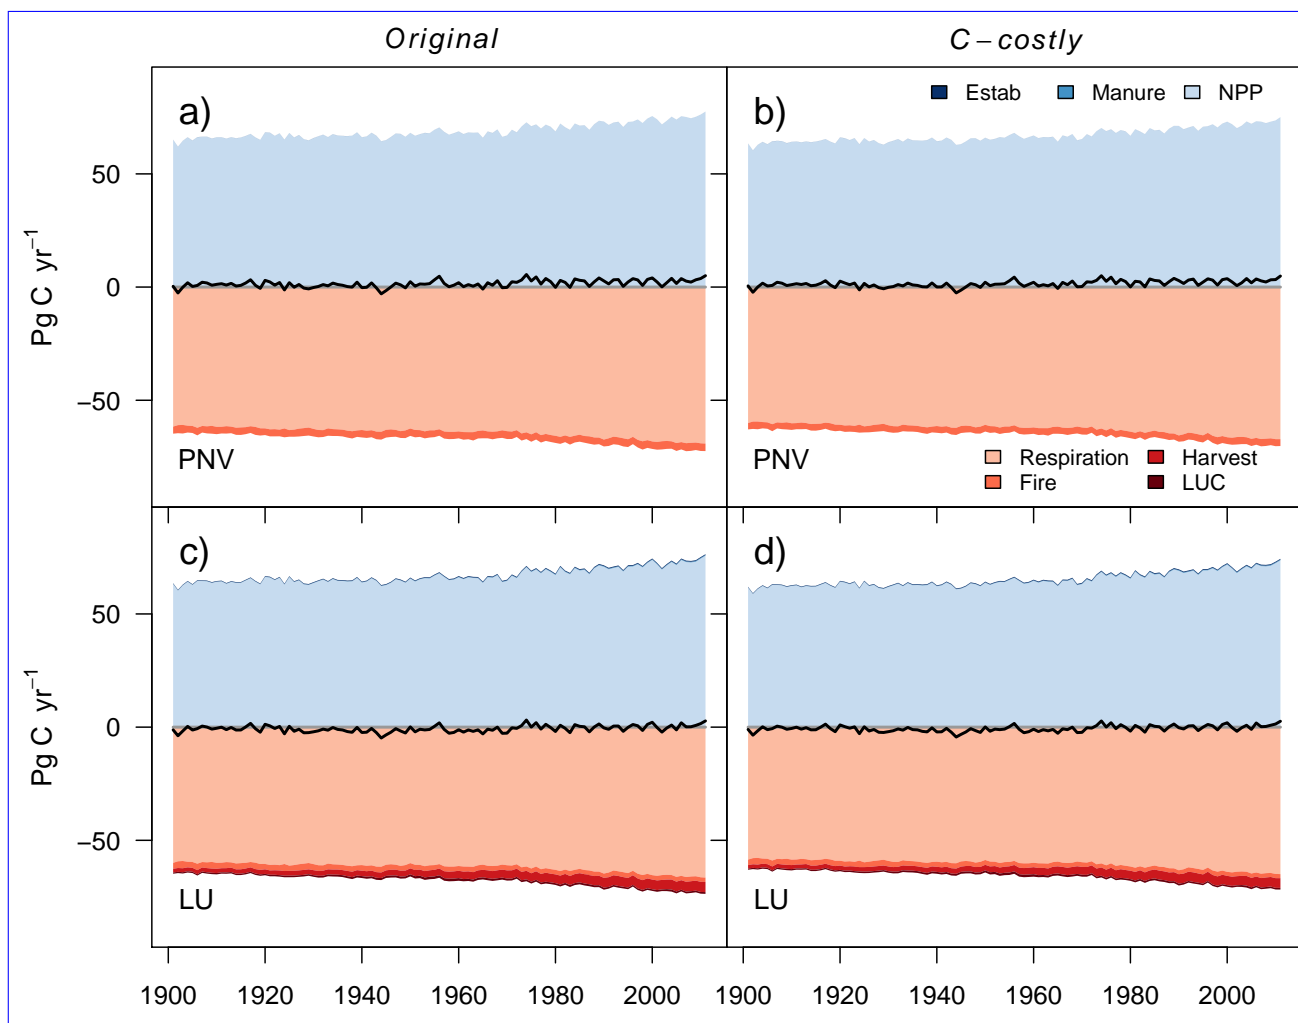 Original
C−costly
a)
b)
Estab
Manure
NPP
50
0
−50
Pg C yr−1
PNV
PNV
Respiration
Harvest
Fire
LUC
c)
d)
50
0
−50
Pg C yr−1
LU
LU
1900 1920 1940 1960 1980 2000
1900 1920 1940 1960 1980 2000